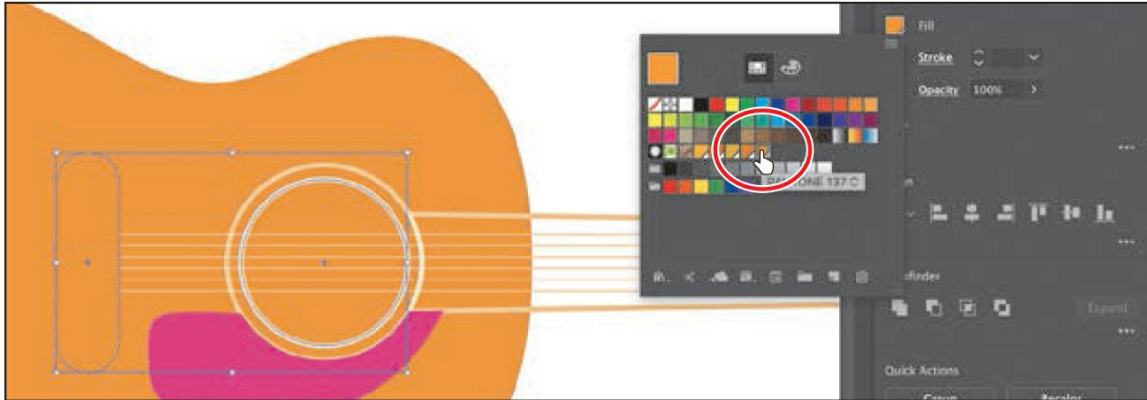 Fill
Stroke
Opacity 100%
PANTONE 137 C
finder
Expand
Quick Actions
Group
Recolor